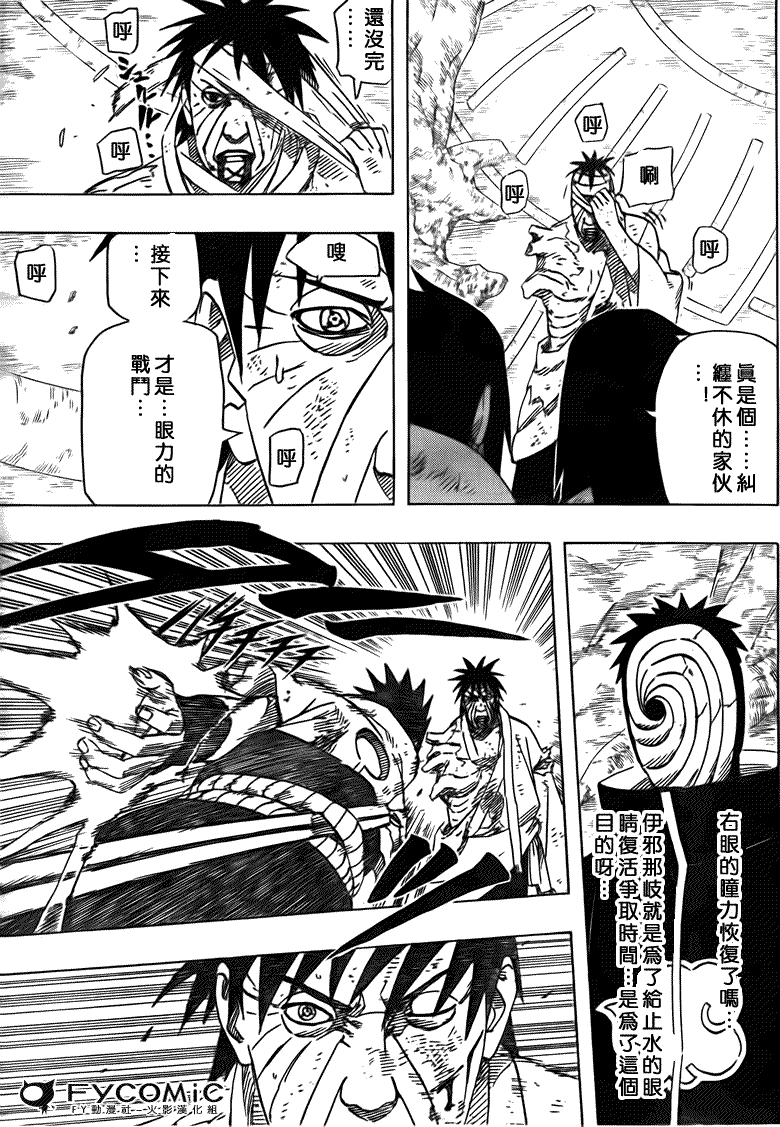 呼
唰
呼
呼
真是個……糾
纏不休的家伙
…！
還沒完
……
呼
呼
嗖
呼
接下來
…
才是…眼力的
戰鬥…
呼
右眼的瞳力恢復了嗎…
伊邪那岐就是爲了給止水的眼
睛復活爭取時間…是爲了這個
目的呀…
FYCOMIC
FY動漫社--火影漢化組